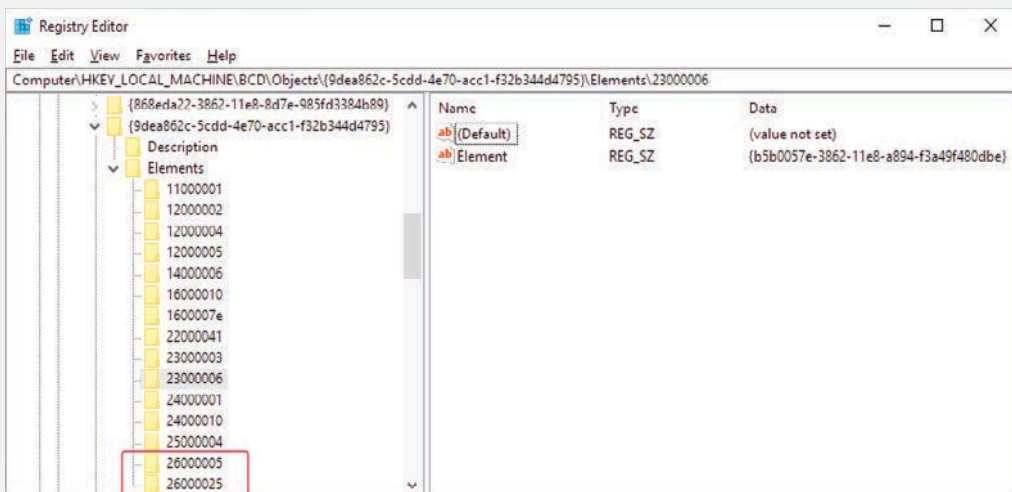 Registry Editor
File Edit View Favorites Help
Computer\HKEY_LOCAL_MACHINE\BCD\Objects\{9dea862c-5cdd-4e70-acc1-f32b344d4795}\Elements\23000006
{868eda22-3862-11e8-8d7e-985fd3384b89}
{9dea862c-5cdd-4e70-acc1-f32b344d4795}
Description
Elements
11000001
12000002
12000004
12000005
14000006
16000010
1600007e
22000041
23000003
23000006
24000001
24000010
25000004
26000005
26000025
Name Type Data
ab (Default) REG_SZ (value not set)
ab Element REG_SZ {b5b0057e-3862-11e8-a894-f3a49f480dbe}